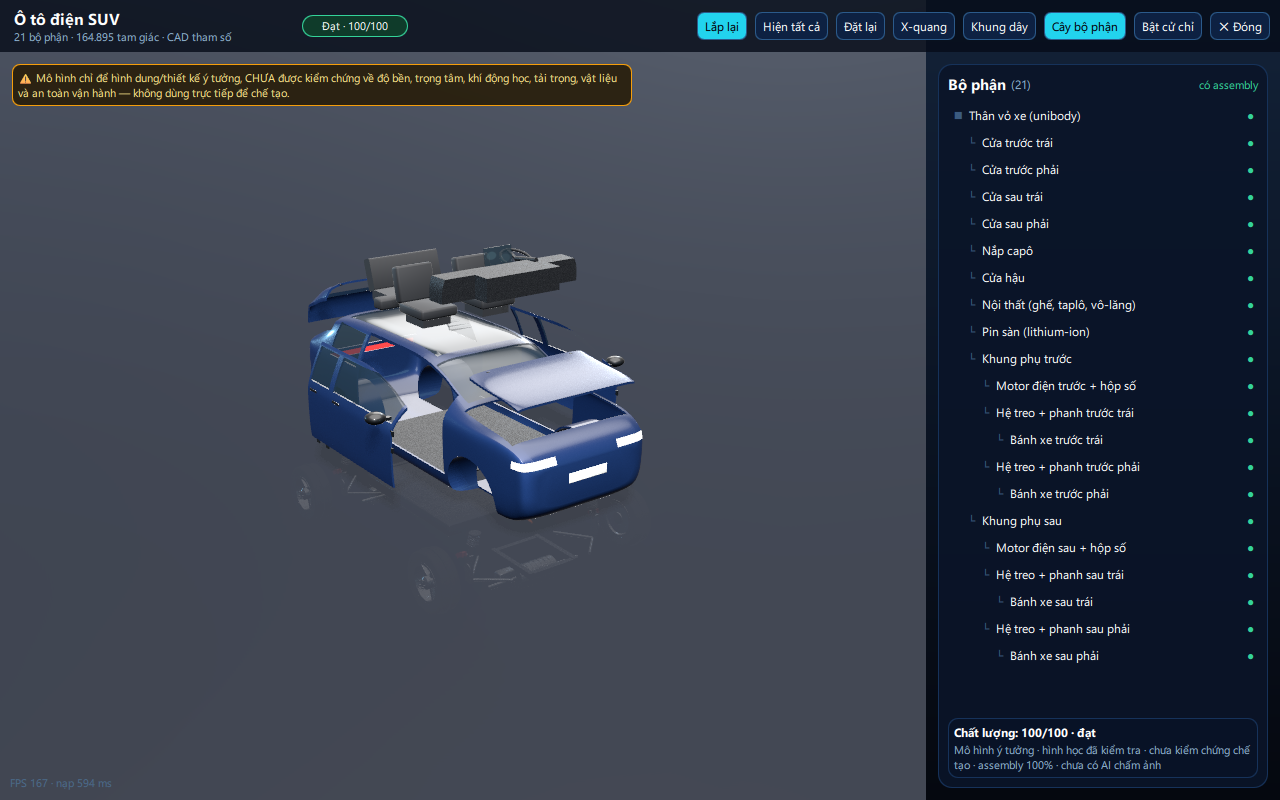 Ô tô điện SUV
21 bộ phận · 164.895 tam giác · CAD tham số
Đạt · 100/100
Lắp lại
Hiện tất cả
Đặt lại
X-quang
Khung dây
Cây bộ phận
Bật cử chỉ
✕ Đóng
⚠ Mô hình chỉ để hình dung/thiết kế ý tưởng, CHƯA được kiểm chứng về độ bền, trọng tâm, khí động học, tải trọng, vật liệu
và an toàn vận hành — không dùng trực tiếp để chế tạo.
Bộ phận (21)
có assembly
Thân vỏ xe (unibody)
Cửa trước trái
Cửa trước phải
Cửa sau trái
Cửa sau phải
Nắp capô
Cửa hậu
Nội thất (ghế, taplô, vô-lăng)
Pin sàn (lithium-ion)
Khung phụ trước
Motor điện trước + hộp số
Hệ treo + phanh trước trái
Bánh xe trước trái
Hệ treo + phanh trước phải
Bánh xe trước phải
Khung phụ sau
Motor điện sau + hộp số
Hệ treo + phanh sau trái
Bánh xe sau trái
Hệ treo + phanh sau phải
Bánh xe sau phải
Chất lượng: 100/100 · đạt
Mô hình ý tưởng · hình học đã kiểm tra · chưa kiểm chứng chế
tạo · assembly 100% · chưa có AI chấm ảnh
FPS 167 · nạp 594 ms